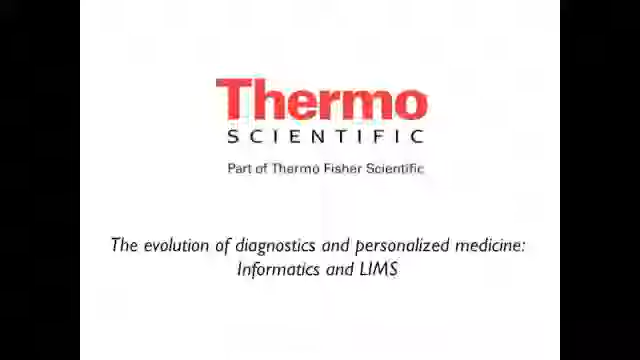 Thermo
SCIENTIFIC
Part of Thermo Fisher Scientific
The evolution of diagnostics and personalized medicine:
Informatics and LIMS